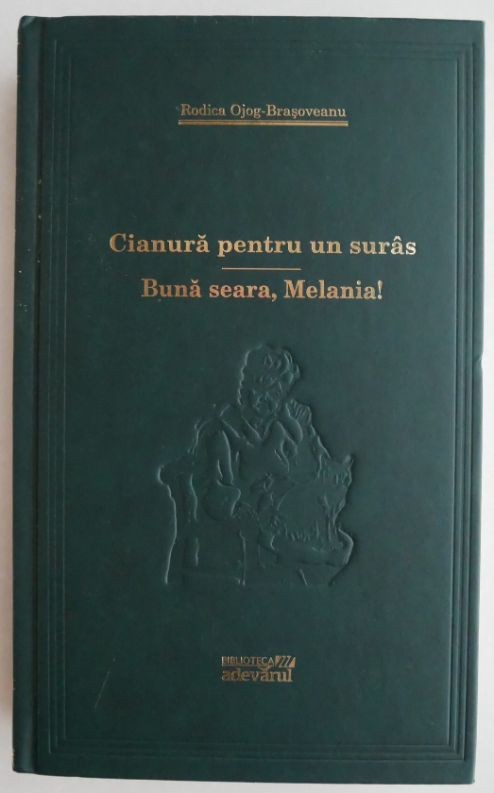 Rodica Ojog-Brașoveanu
Cianură pentru un surâs
Bună seara, Melania!
BIBLIOTECA
adevărul